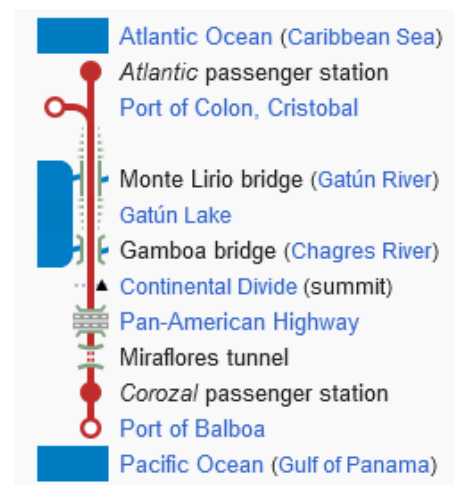 Atlantic Ocean (Caribbean Sea)
Atlantic passenger station
Port of Colon, Cristobal
Monte Lirio bridge (Gatún River)
Gatún Lake
Gamboa bridge (Chagres River)
Continental Divide (summit)
Pan-American Highway
Miraflores tunnel
Corozal passenger station
Port of Balboa
Pacific Ocean (Gulf of Panama)